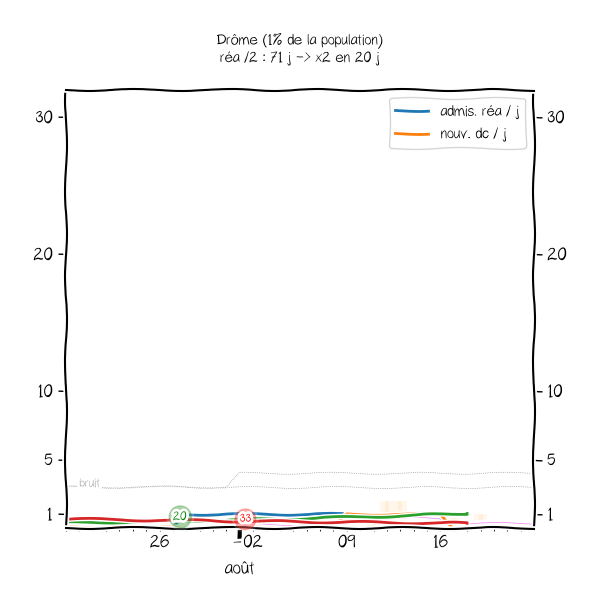 Drôme (1% de la population)
réa /2 : 71 j -> x2 en 20 j
admis. réa / j
nouv. dc / j
30
30
20
20
10
10
5
5
bruit
1
20
33
1
26
02
09
16
août